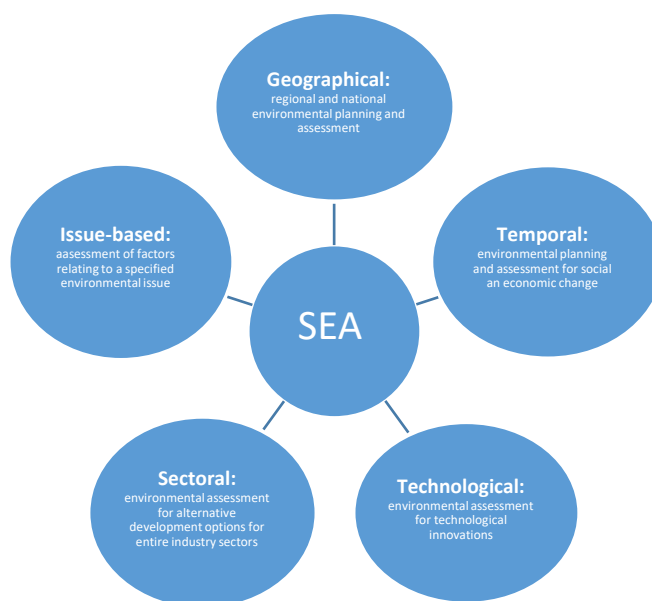 Geographical:
regional and national
environmental planning and
assessment
Issue-based:
aasessment of factors
relating to a specified
environmental issue
Temporal:
environmental planning
and assessment for social
an economic change
SEA
Sectoral:
environmental assessment
for alternative
development options for
entire industry sectors
Technological:
environmental assessment
for technological
innovations